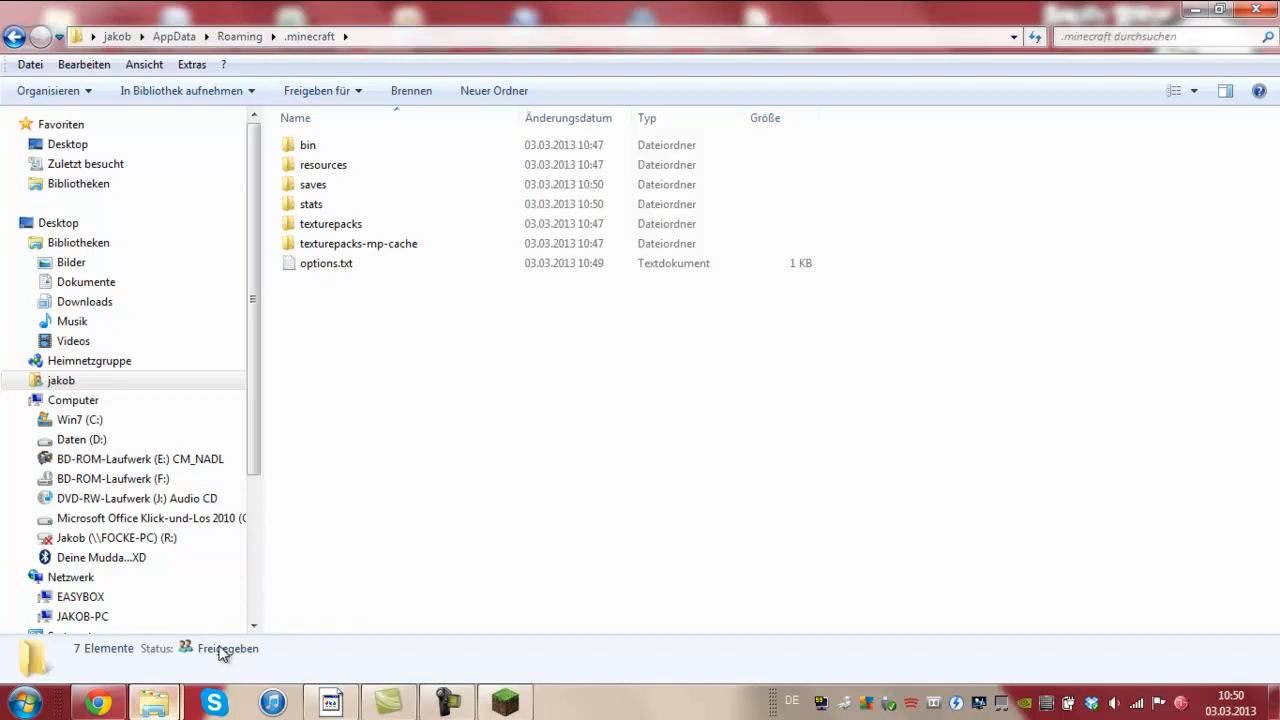 jakob AppData Roaming .minecraft .minecraft durchsuchen
Datei Bearbeiten Ansicht Extras ?
Organisieren In Bibliothek aufnehmen Freigeben für Brennen Neuer Ordner
Name Änderungsdatum Typ Größe
Favoriten
Desktop
Zuletzt besucht
Bibliotheken
Desktop
Bibliotheken
Bilder
Dokumente
Downloads
Musik
Videos
Heimnetzgruppe
jakob
Computer
Win7 (C:)
Daten (D:)
BD-ROM-Laufwerk (E:) CM_NADL
BD-ROM-Laufwerk (F:)
DVD-RW-Laufwerk (J:) Audio CD
Microsoft Office Klick-und-Los 2010 (
Jakob (\\FOCKE-PC) (R:)
Deine Mudda...XD
Netzwerk
EASYBOX
JAKOB-PC
bin 03.03.2013 10:47 Dateiordner
resources 03.03.2013 10:47 Dateiordner
saves 03.03.2013 10:50 Dateiordner
stats 03.03.2013 10:50 Dateiordner
texturepacks 03.03.2013 10:47 Dateiordner
texturepacks-mp-cache 03.03.2013 10:47 Dateiordner
options.txt 03.03.2013 10:49 Textdokument 1 KB
7 Elemente Status: Freigegeben
DE
10:50
03.03.2013